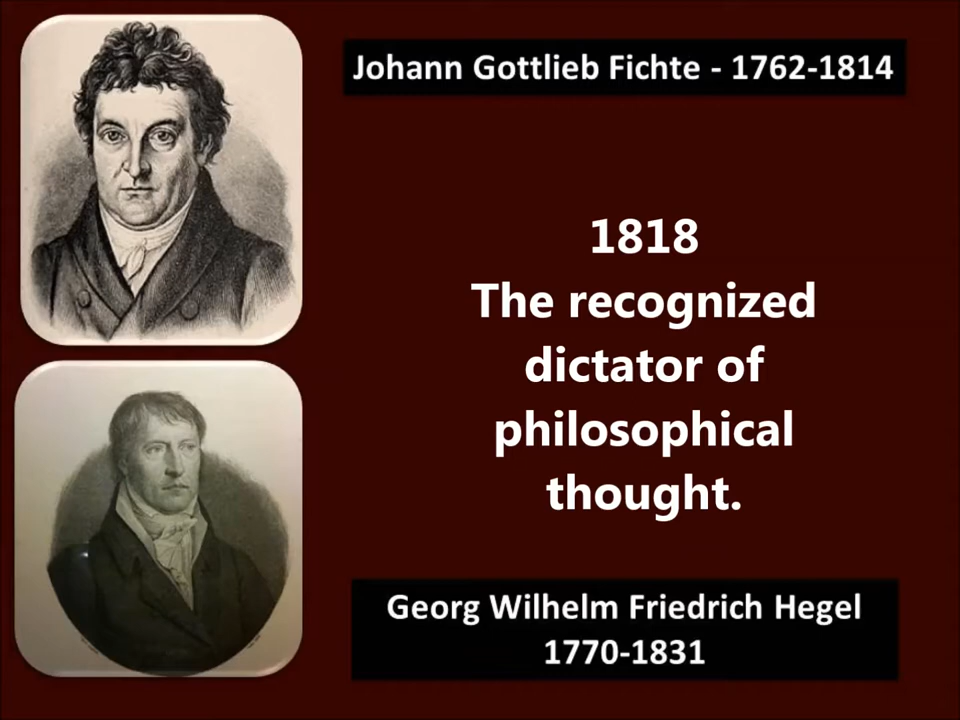 Johann Gottlieb Fichte - 1762-1814
1818
The recognized
dictator of
philosophical
thought.
Georg Wilhelm Friedrich Hegel
1770-1831